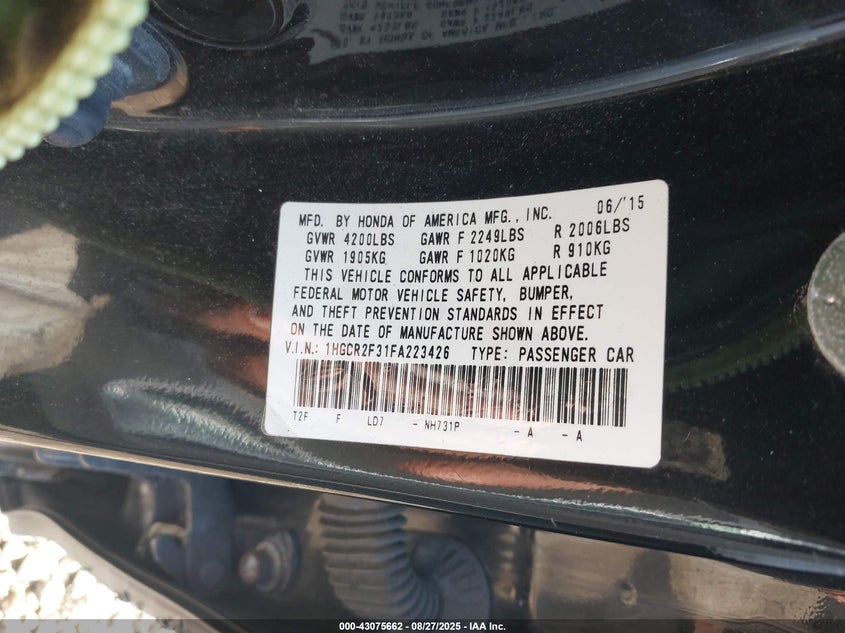 MFD. BY HONDA OF AMERICA MFG., INC. 06/'15
GVWR 4200LBS GAWR F 2249LBS R 2006LBS
GVWR 1905KG GAWR F 1020KG R 910KG
THIS VEHICLE CONFORMS TO ALL APPLICABLE
FEDERAL MOTOR VEHICLE SAFETY, BUMPER,
AND THEFT PREVENTION STANDARDS IN EFFECT
ON THE DATE OF MANUFACTURE SHOWN ABOVE.
V.I.N.: 1HGCR2F31FA223426 TYPE: PASSENGER CAR
T2F F LD7 - NH731P - A - A
000-43075662 - 08/27/2025 - IAA Inc.